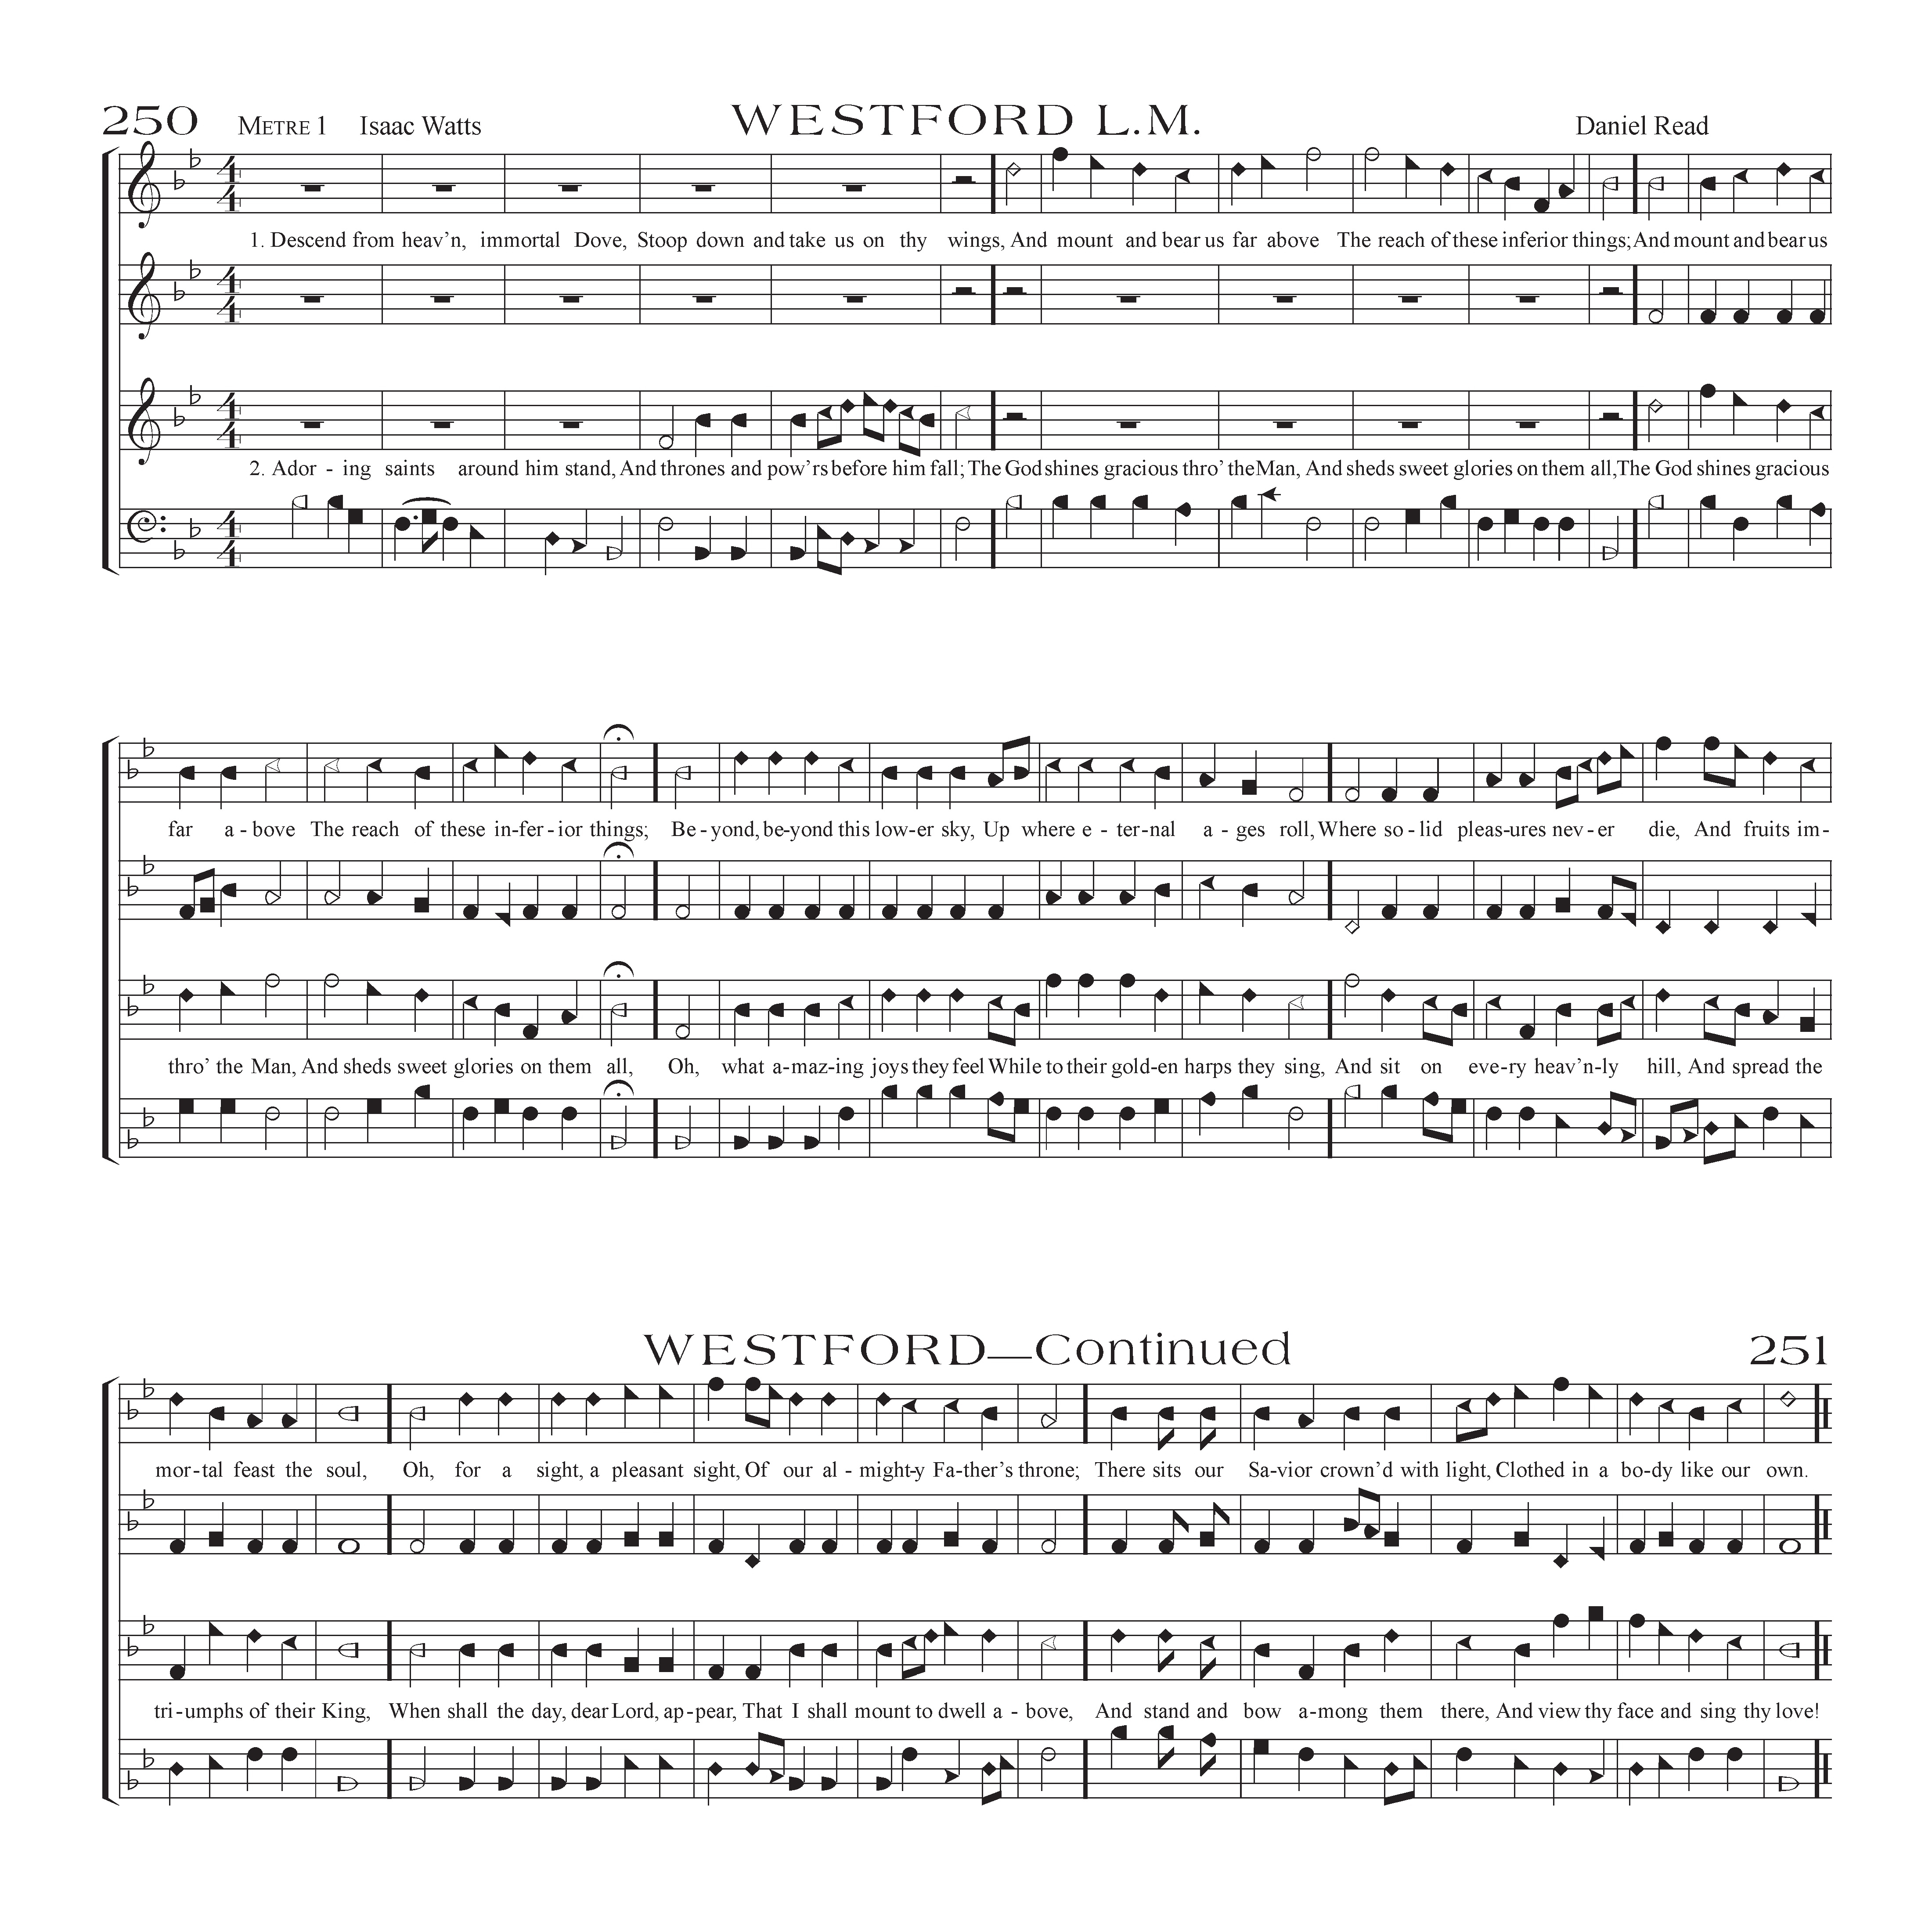 250 METRE 1 Isaac Watts WESTFORD L.M. Daniel Read
1. Descend from heav’n, immortal Dove, Stoop down and take us on thy wings, And mount and bear us far above The reach of these inferior things; And mount and bear us
2. Ador - ing saints around him stand, And thrones and pow’rs before him fall; The God shines gracious thro’ the Man, And sheds sweet glories on them all, The God shines gracious
far a - bove The reach of these in-fer - ior things; Be - yond, be-yond this low-er sky, Up where e - ter-nal a - ges roll, Where so - lid pleas-ures nev - er die, And fruits im-
thro’ the Man, And sheds sweet glories on them all, Oh, what a-maz-ing joys they feel While to their gold-en harps they sing, And sit on eve-ry heav’n-ly hill, And spread the
WESTFORD—Continued 251
mor-tal feast the soul, Oh, for a sight, a pleasant sight, Of our al - might-y Fa-ther’s throne; There sits our Sa-vior crown’d with light, Clothed in a bo-dy like our own.
tri-umphs of their King, When shall the day, dear Lord, ap-pear, That I shall mount to dwell a - bove, And stand and bow a-mong them there, And view thy face and sing thy love!